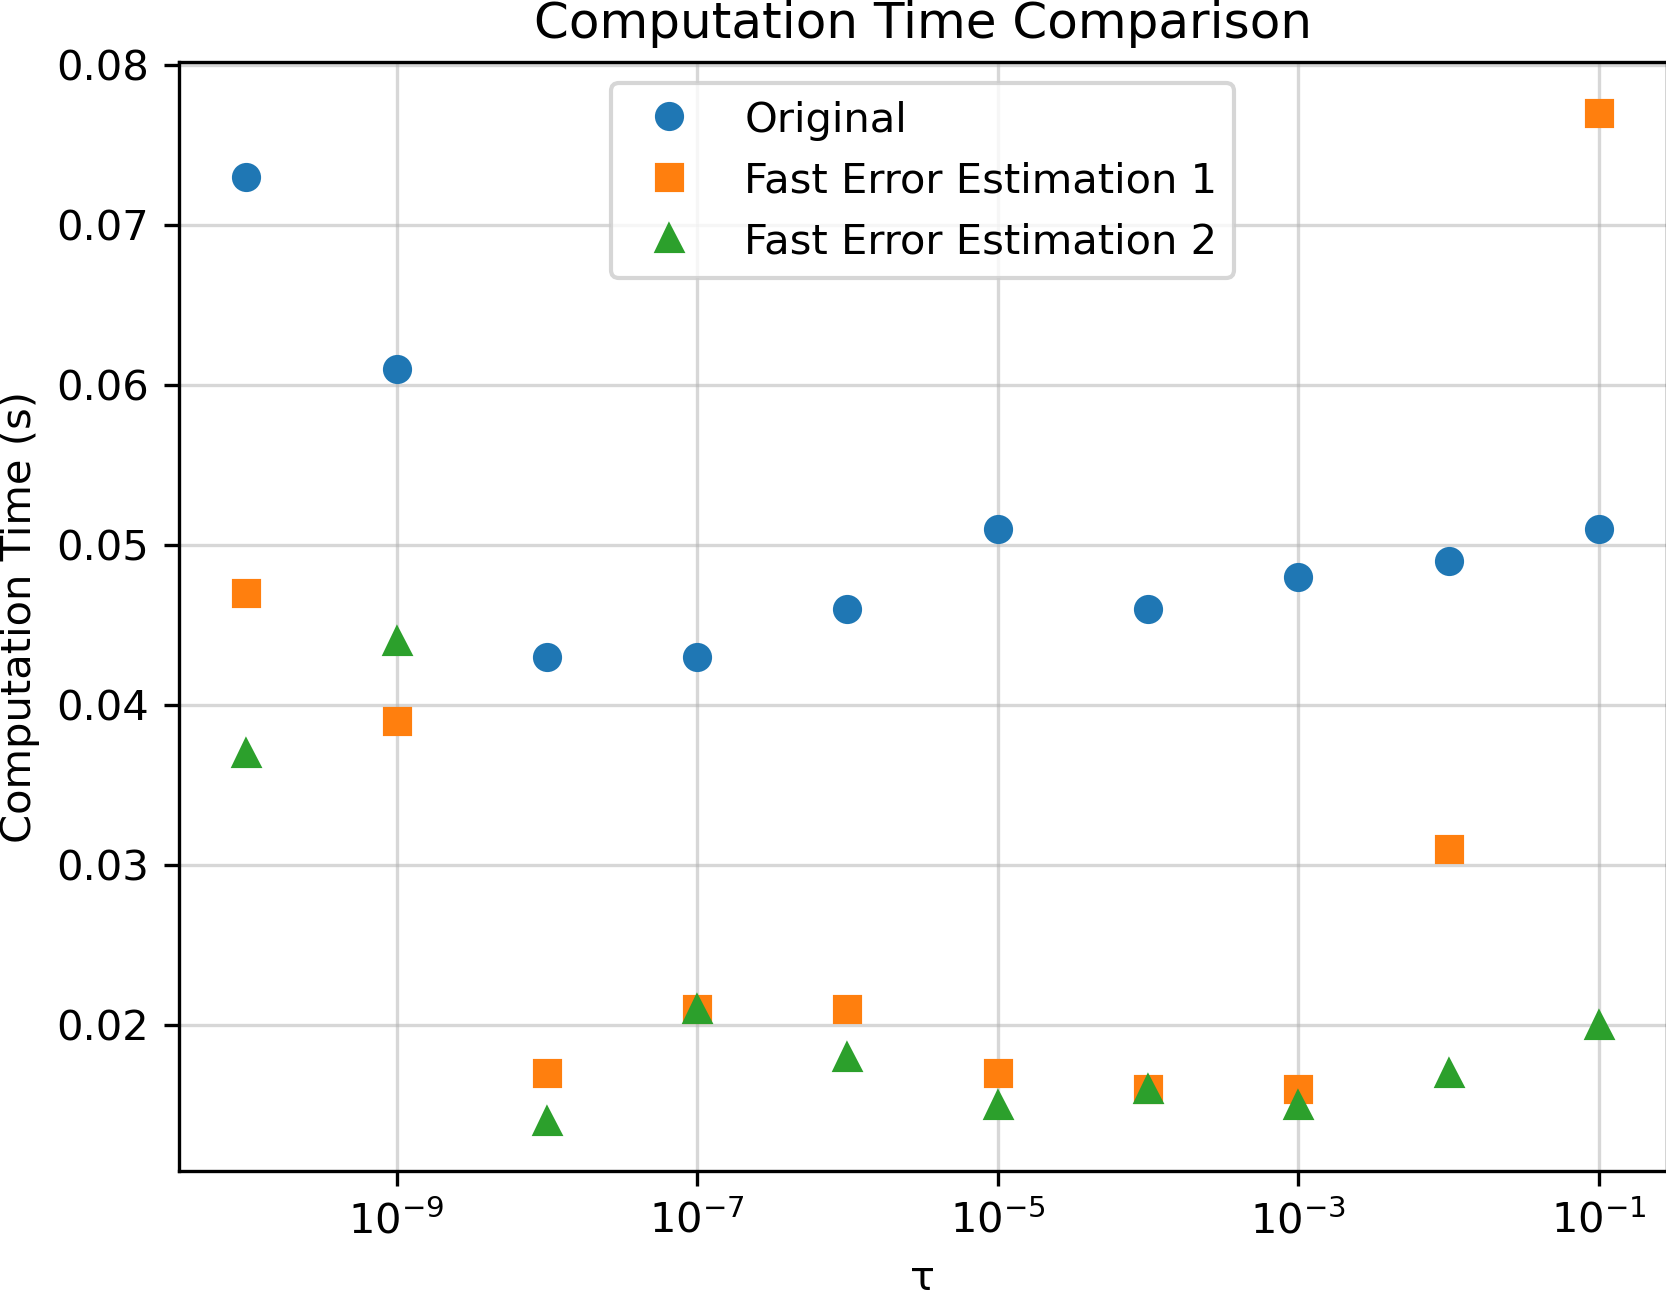 Computation Time Comparison
0.08
0.07
0.06
0.05
0.04
0.03
0.02
Computation Time (s)
Original
Fast Error Estimation 1
Fast Error Estimation 2
10⁻⁹
10⁻⁷
10⁻⁵
10⁻³
10⁻¹
τ